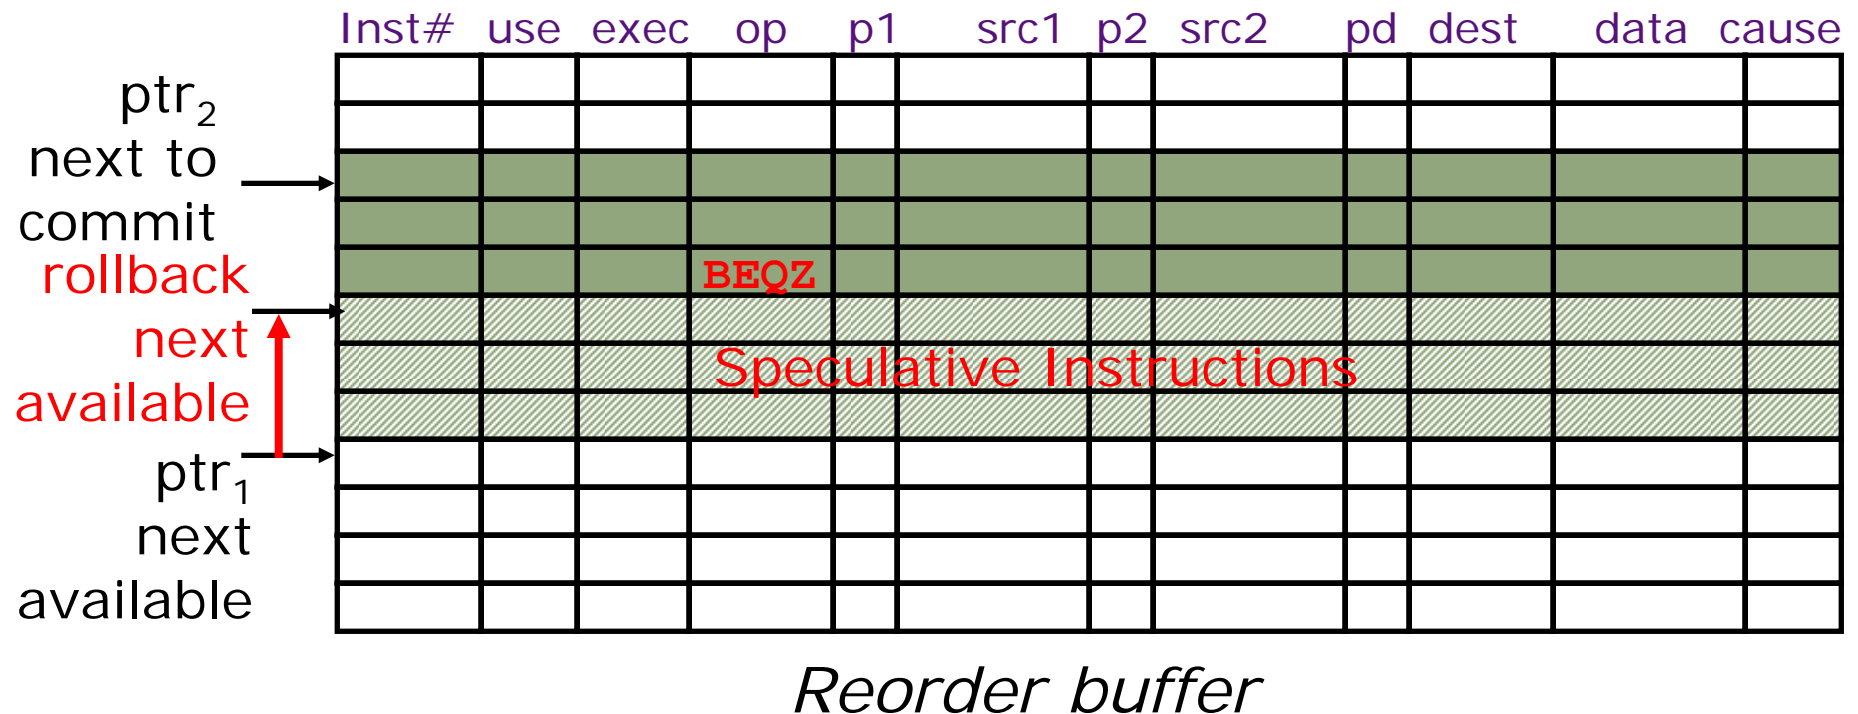 Inst# use exec op p1 src1 p2 src2 pd dest data cause
ptr₂
next to
commit
rollback
BEQZ
next
Speculative Instructions
available
ptr₁
next
available
Reorder buffer